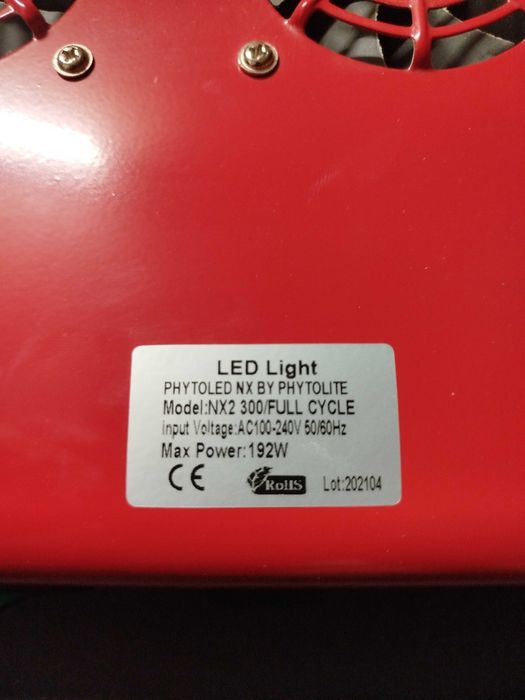 LED Light
PHYTOLED NX BY PHYTOLITE
Model:NX2 300/FULL CYCLE
Input Voltage:AC100-240V 50/60Hz
Max Power:192W
CE RoHS Lot:202104